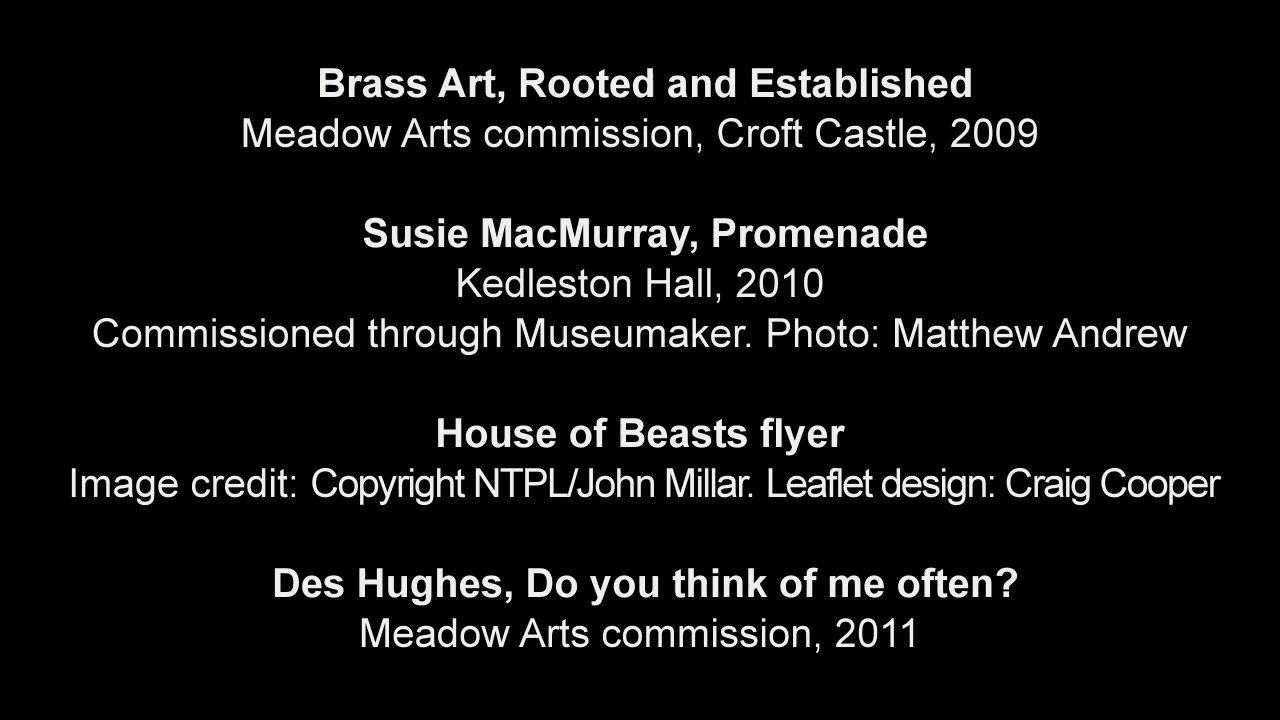 Brass Art, Rooted and Established
Meadow Arts commission, Croft Castle, 2009
Susie MacMurray, Promenade
Kedleston Hall, 2010
Commissioned through Museumaker. Photo: Matthew Andrew
House of Beasts flyer
Image credit: Copyright NTPL/John Millar. Leaflet design: Craig Cooper
Des Hughes, Do you think of me often?
Meadow Arts commission, 2011